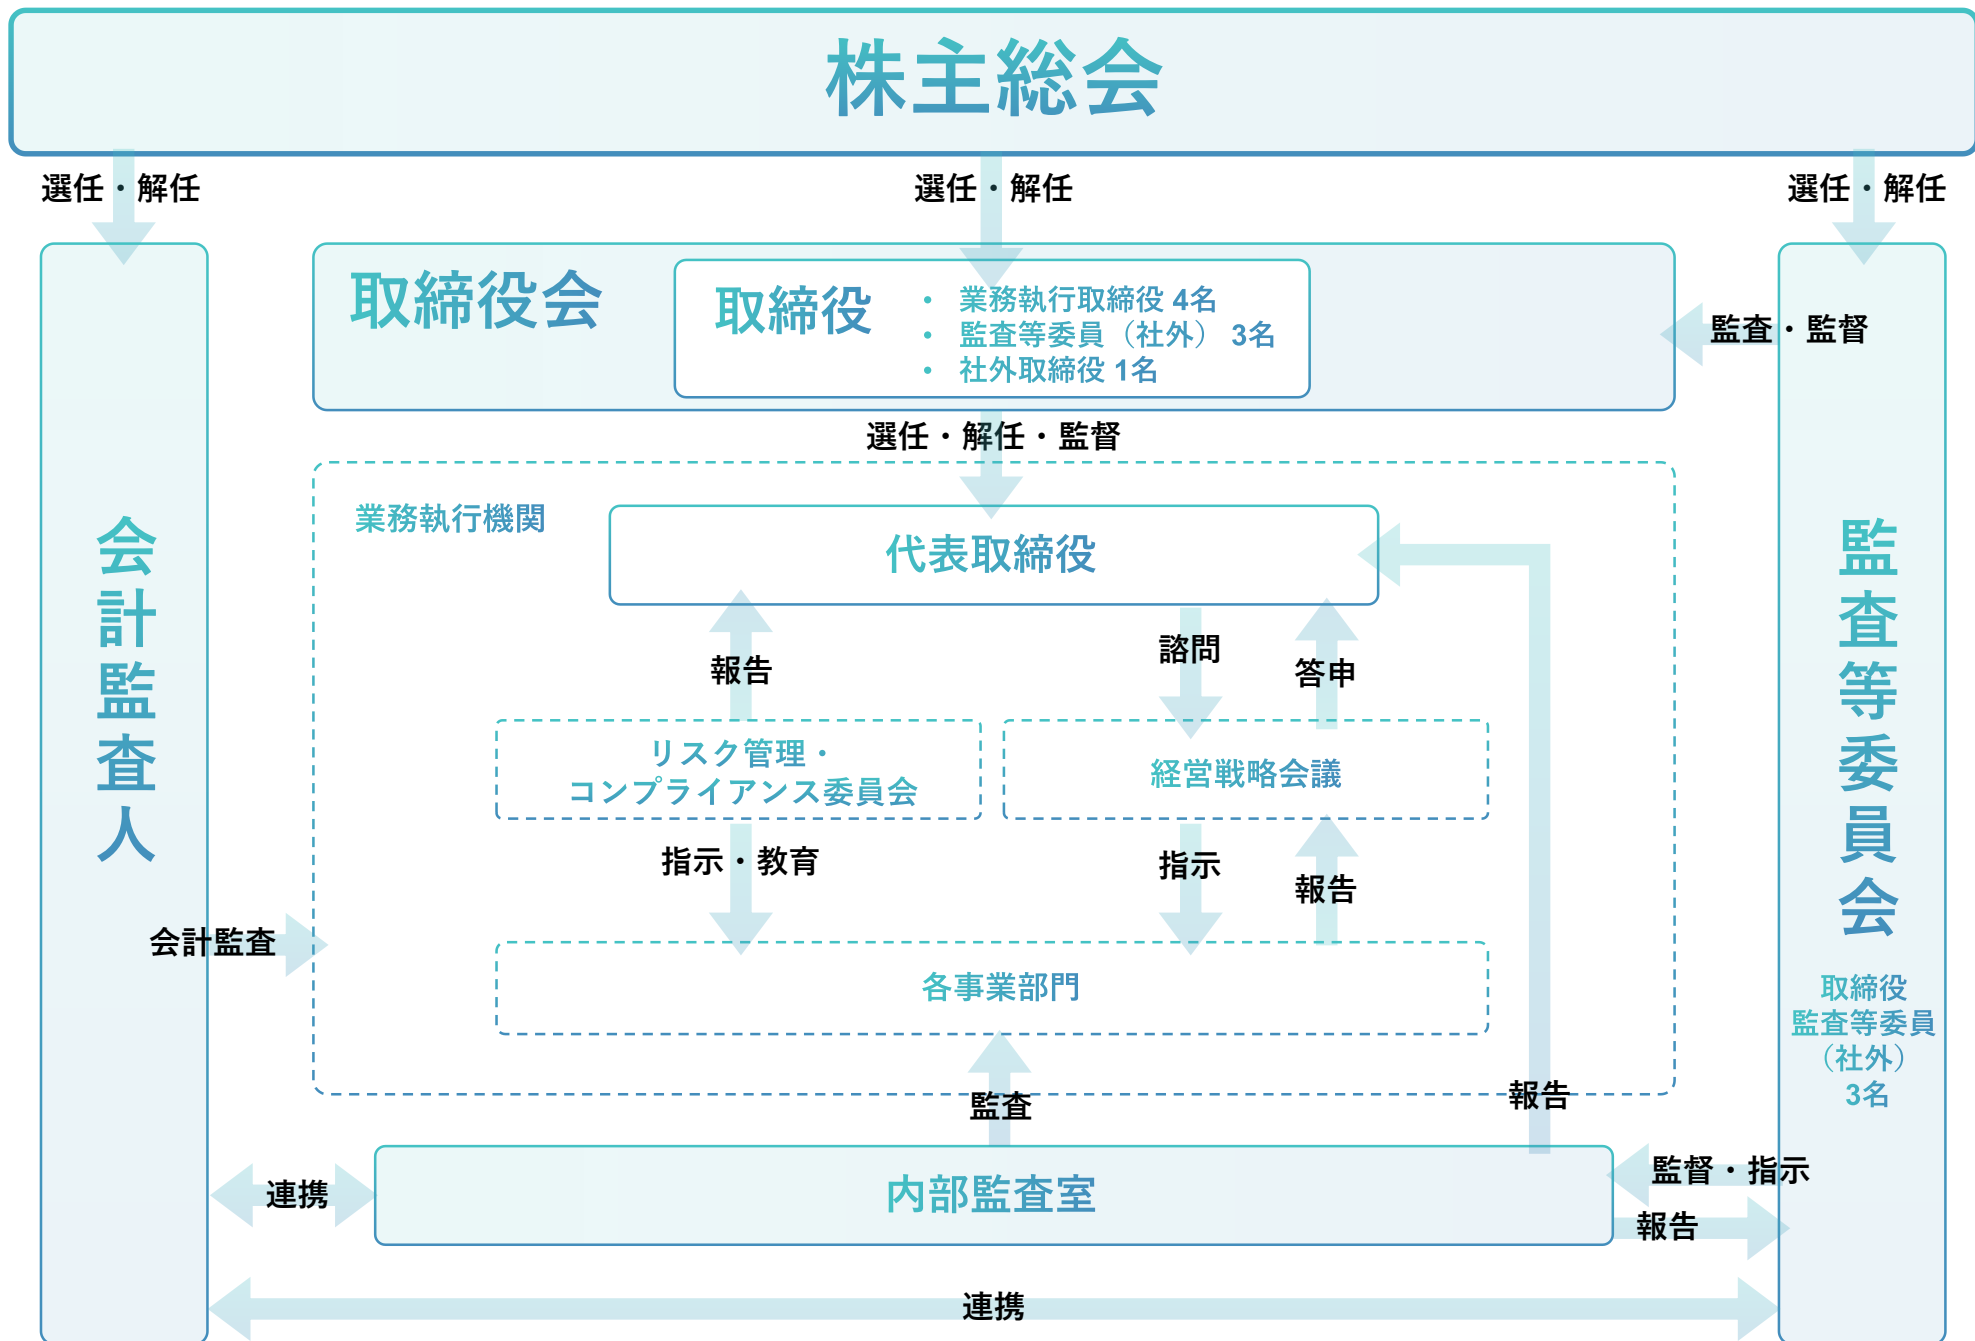 株主総会
選任・解任
選任・解任
選任・解任
取締役会
取締役
• 業務執行取締役 4名
• 監査等委員（社外） 3名
• 社外取締役 1名
監査・監督
選任・解任・監督
業務執行機関
代表取締役
報告
諮問
答申
リスク管理・
コンプライアンス委員会
経営戦略会議
指示・教育
指示
報告
会計監査人
会計監査
各事業部門
監査等委員会
取締役
監査等委員
（社外）
3名
監査
報告
内部監査室
連携
監督・指示
報告
連携